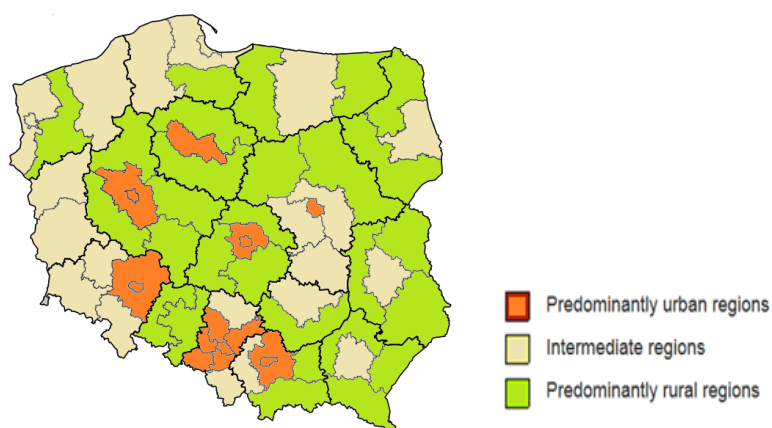 Predominantly urban regions
Intermediate regions
Predominantly rural regions